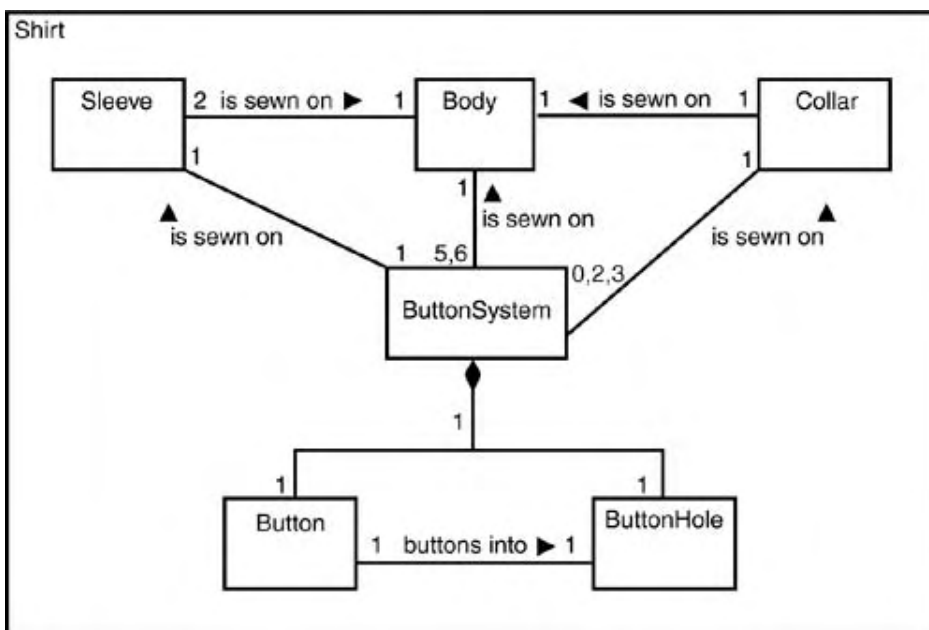 Shirt
Sleeve
2 is sewn on ► 1
Body
1 ◄ is sewn on 1
Collar
1
1
1
is sewn on
is sewn on
is sewn on
1
5,6
0,2,3
ButtonSystem
1
1
1
Button
ButtonHole
1 buttons into ► 1